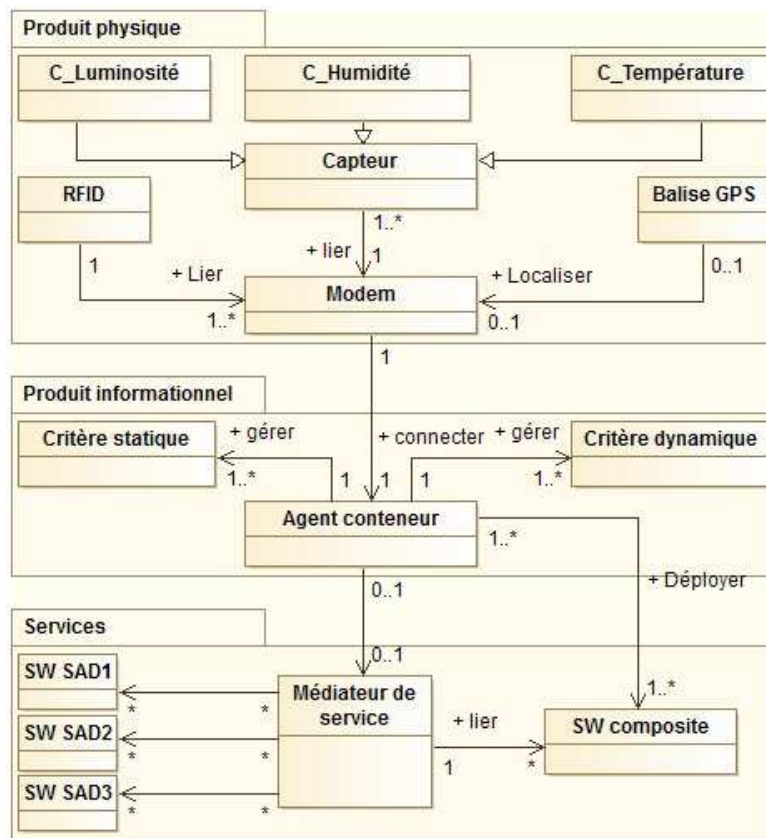 Produit physique
C_Luminosité
C_Humidité
C_Température
Capteur
RFID
Balise GPS
1..*
1
+ lier
1
0..1
+ Lier
+ Localiser
Modem
1..*
0..1
1
Produit informationnel
Critère statique
+ gérer
+ connecter
+ gérer
Critère dynamique
1..*
1
1
1
1..*
Agent conteneur
1..*
0..1
+ Déployer
Services
0..1
SW SAD1
Médiateur de
service
1..*
*
*
SW SAD2
+ lier
SW composite
*
*
1
*
SW SAD3
*
*